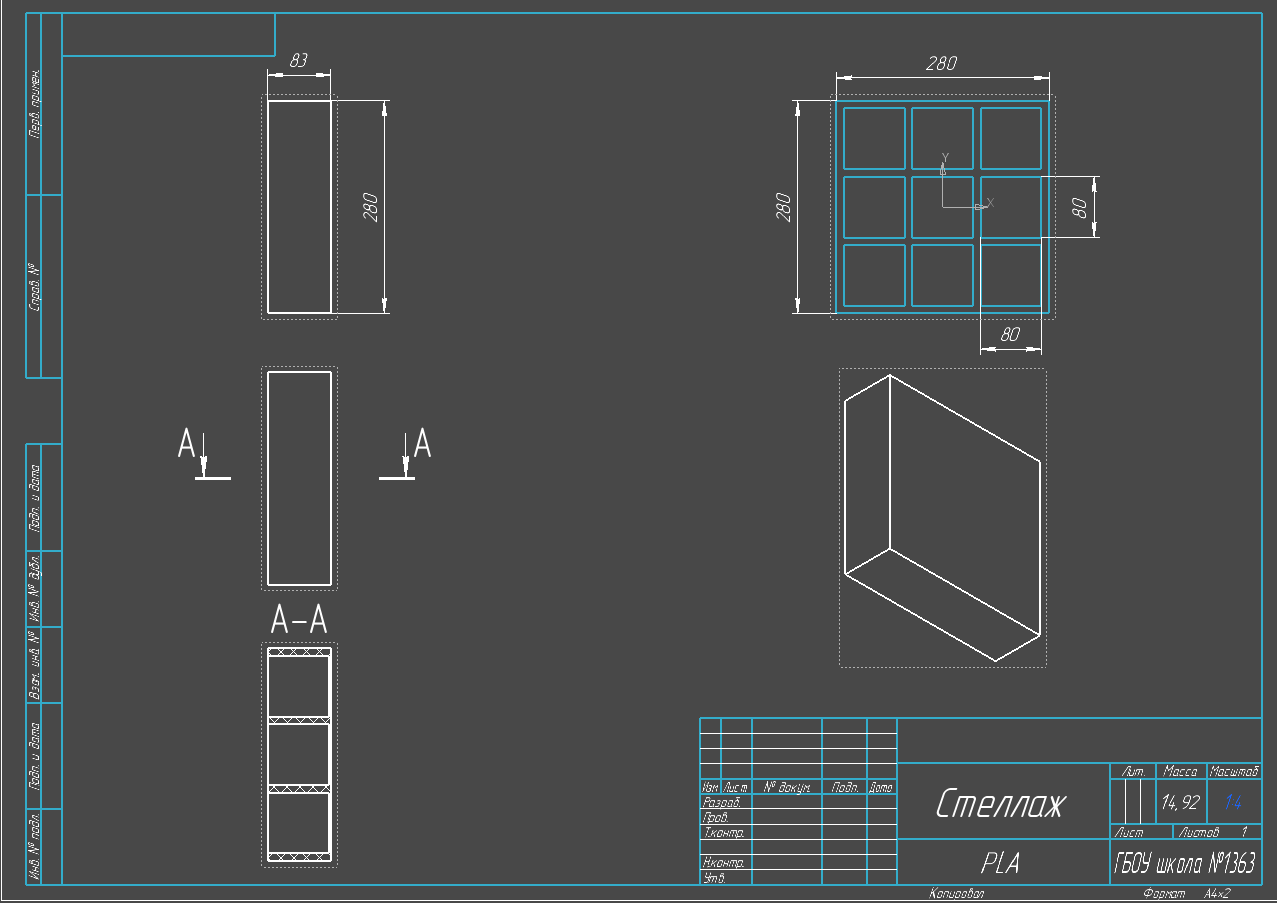 Перв. примен.
Справ. №
Подп. и дата
Инв. № дубл.
Взам. инв. №
Подп. и дата
Инв. № подл.
83
280
280
280
80
80
Y
X
А
А
А-А
Изм
Лист
№ докум.
Подп.
Дата
Разраб.
Пров.
Т.контр.
Н.контр.
Утв.
Стеллаж
PLA
Лит.
Масса
Масштаб
14,92
1:4
Лист
Листов 1
ГБОУ школа №1363
Копировал
Формат А4×2